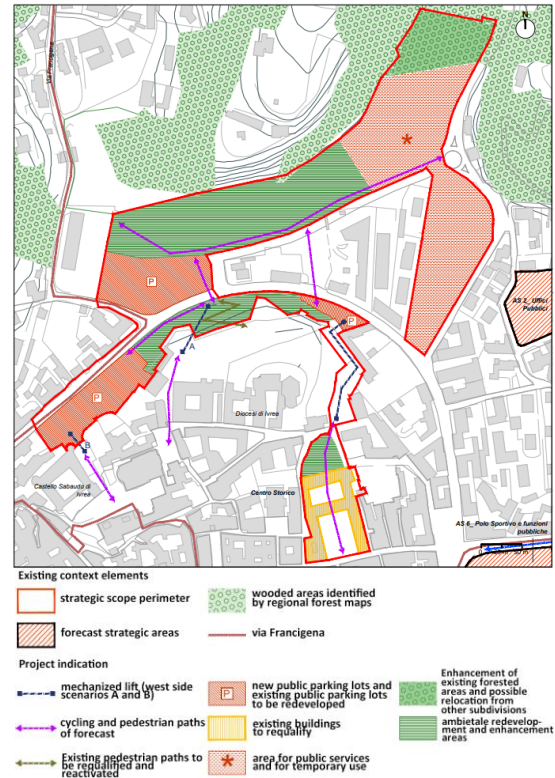 N
Via Francigena
AS 2_ Uffici
Pubblici
P
P
P
A
B
Diocesi di Ivrea
Castello Sabaudo di
Ivrea
Centro Storico
AS 6_ Polo Sportivo e funzioni
pubbliche
Existing context elements
strategic scope perimeter
wooded areas identified
by regional forest maps
forecast strategic areas
via Francigena
Project indication
mechanized lift (west side
scenarios A and B)
P
new public parking lots and
existing public parking lots
to be redeveloped
Enhancement of
existing forested
areas and possible
relocation from
other subdivisions
cycling and pedestrian paths
of forecast
existing buildings
to requalify
ambietale redevelop-
ment and enhancement
areas
Existing pedestrian paths to
be requalified and
reactivated
area for public services
and for temporary use